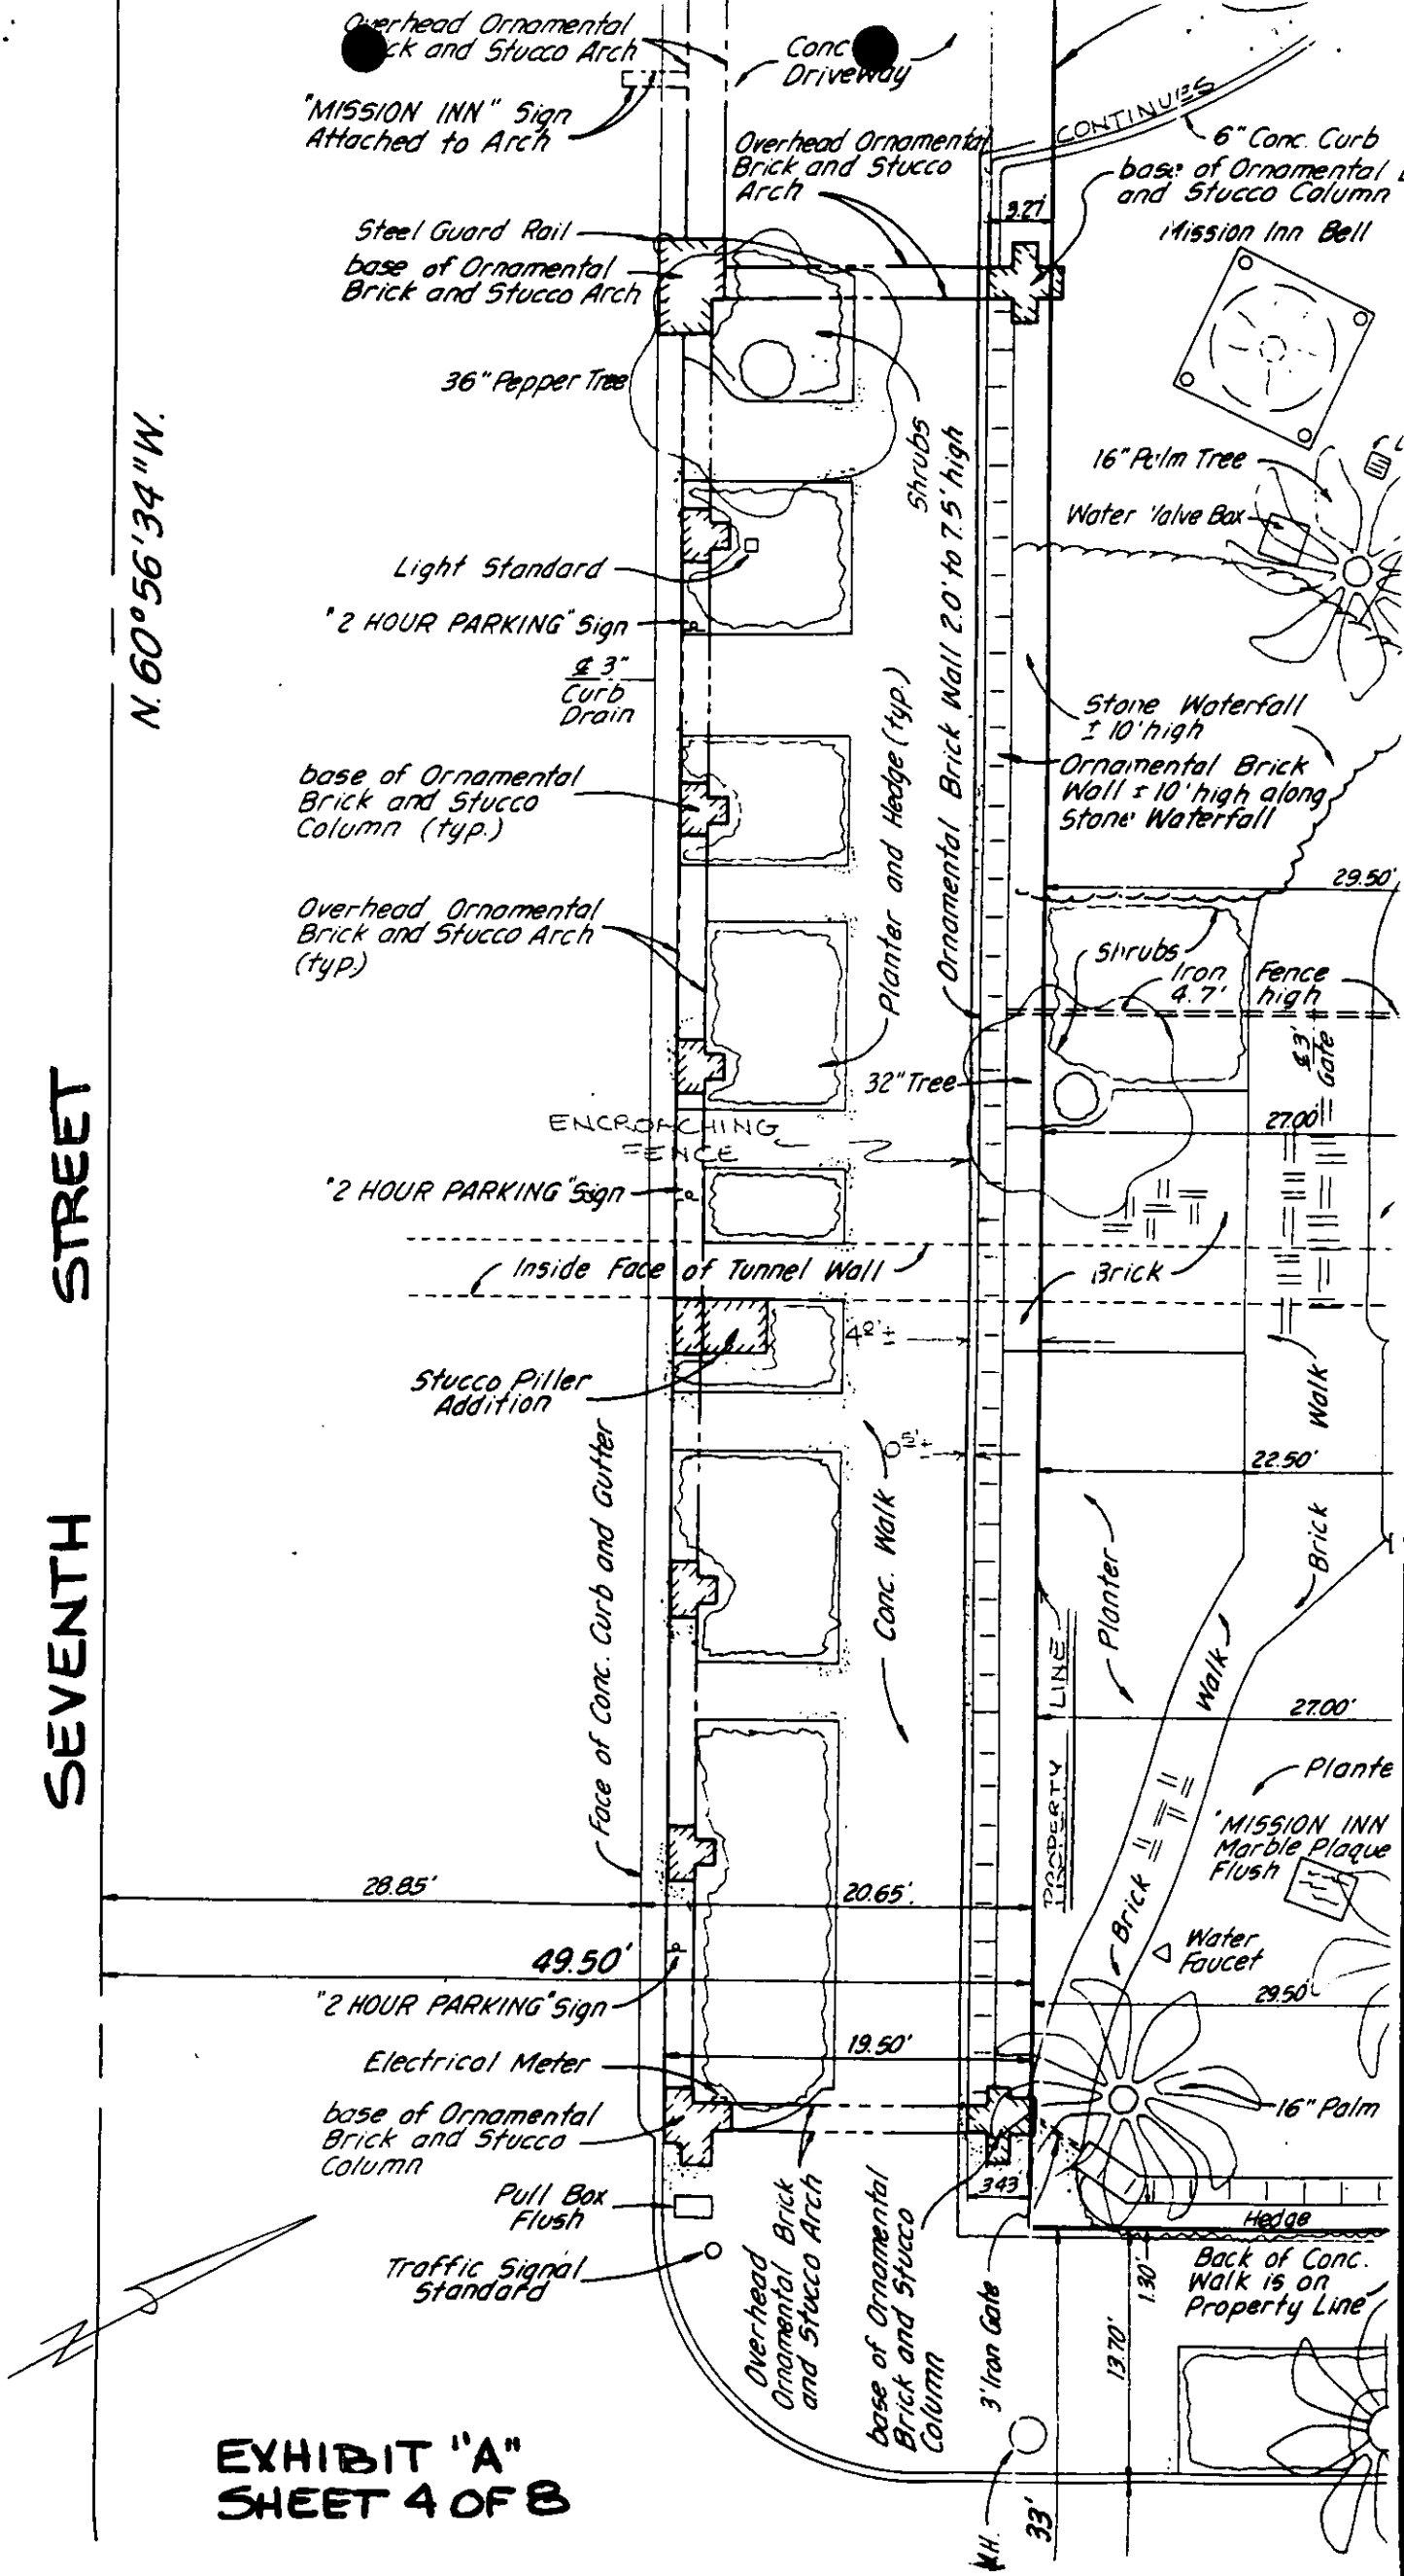 Overhead Ornamental
ck and Stucco Arch
Conc
Driveway
"MISSION INN" Sign
Attached to Arch
CONTINUES
6" Conc. Curb
Overhead Ornamental
Brick and Stucco
Arch
base of Ornamental
and Stucco Column
3.27'
Mission Inn Bell
Steel Guard Rail
base of Ornamental
Brick and Stucco Arch
36" Pepper Tree
Shrubs
N. 60° 56' 34" W.
16" Palm Tree
Water Valve Box
Light Standard
"2 HOUR PARKING" Sign
℄ 3"
Curb
Drain
Ornamental Brick Wall 2.0' to 7.5' high
Planter and Hedge (typ.)
Stone Waterfall
± 10' high
Ornamental Brick
Wall ± 10' high along
Stone Waterfall
base of Ornamental
Brick and Stucco
Column (typ.)
29.50'
Overhead Ornamental
Brick and Stucco Arch
(typ.)
Shrubs
Iron Fence
4.7' high
℄ 3'
Gate
32" Tree
27.00'
ENCROACHING
FENCE
"2 HOUR PARKING" Sign
Inside Face of Tunnel Wall
Brick
Stucco Piller
Addition
Walk
22.50'
Face of Conc. Curb and Gutter
Conc. Walk
Planter
Brick
Walk
PROPERTY LINE
27.00'
Plante
"MISSION INN
Marble Plaque
Flush
SEVENTH STREET
28.85'
20.65'
Brick
Water
Faucet
49.50'
"2 HOUR PARKING" Sign
29.50'
19.50'
Electrical Meter
16" Palm
base of Ornamental
Brick and Stucco
Column
3.43'
Pull Box
Flush
Hedge
Traffic Signal
Standard
Overhead
Ornamental Brick
and Stucco Arch
base of Ornamental
Brick and Stucco
Column
3' Iron Gate
1.30'
13.70'
Back of Conc.
Walk is on
Property Line
M.H.
33'
EXHIBIT "A"
SHEET 4 OF 8